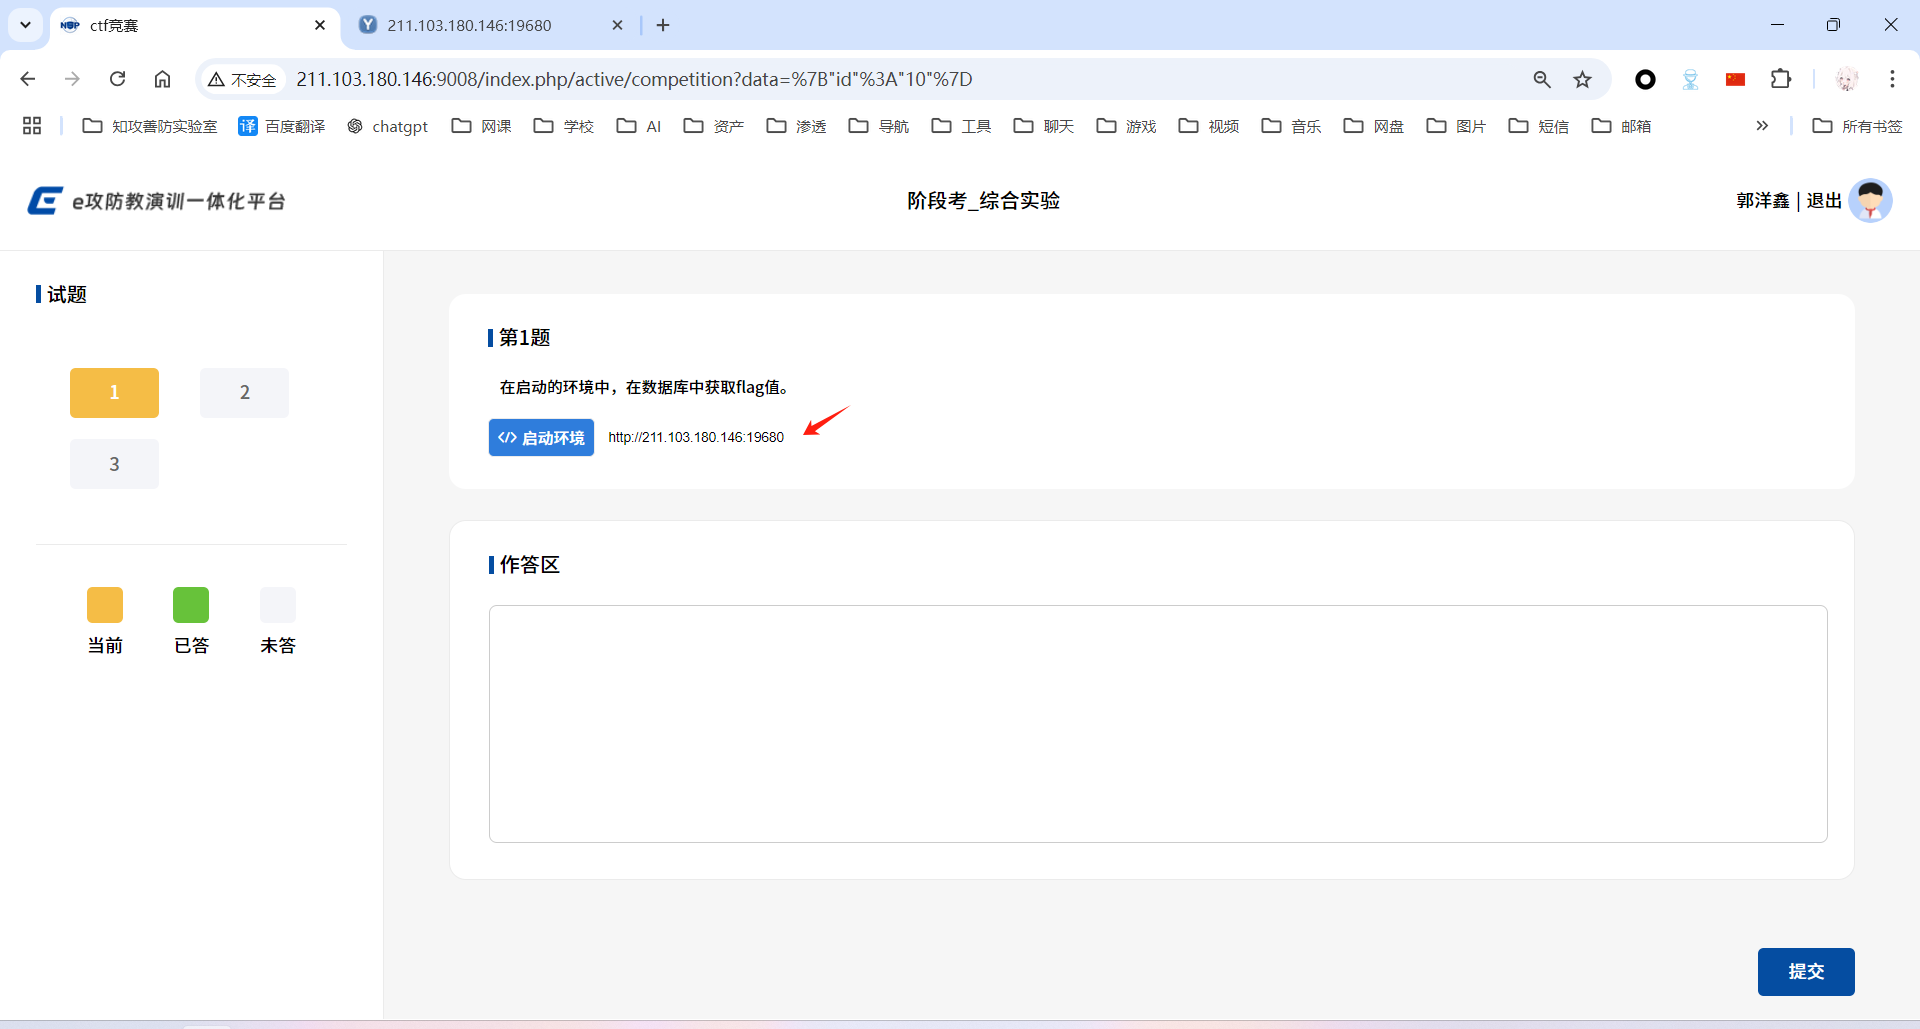 ctf竞赛
211.103.180.146:19680
不安全
211.103.180.146:9008/index.php/active/competition?data=%7B"id"%3A"10"%7D
知攻善防实验室
译 百度翻译
chatgpt
网课
学校
AI
资产
渗透
导航
工具
聊天
游戏
视频
音乐
网盘
图片
短信
邮箱
所有书签
e攻防教演训一体化平台
阶段考_综合实验
郭洋鑫 | 退出
试题
1
2
3
当前
已答
未答
第1题
在启动的环境中，在数据库中获取flag值。
</> 启动环境
http://211.103.180.146:19680
作答区
提交